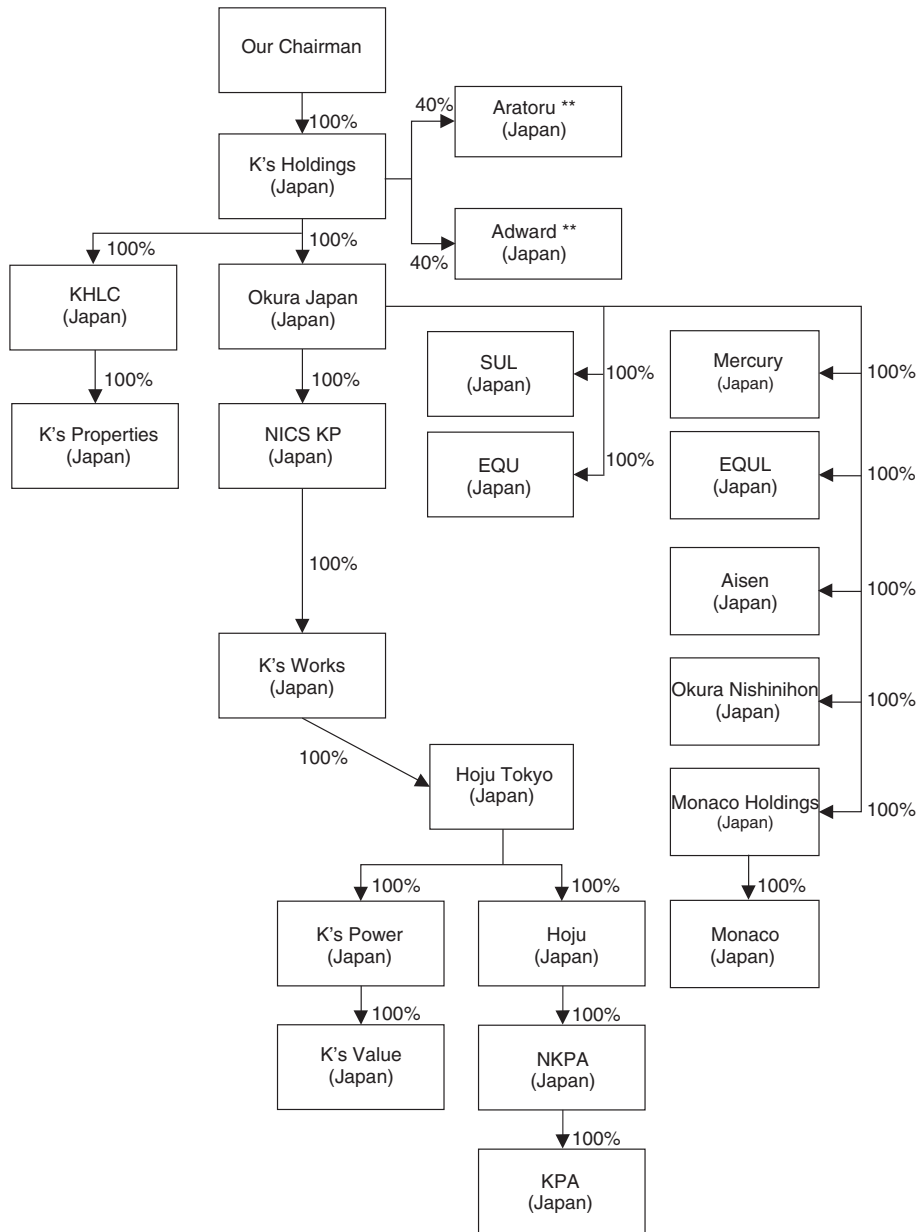 Our Chairman
100%
40%
Aratoru **
(Japan)
K's Holdings
(Japan)
Adward **
(Japan)
40%
100%
100%
KHLC
(Japan)
Okura Japan
(Japan)
100%
100%
SUL
(Japan)
100%
Mercury
(Japan)
100%
K's Properties
(Japan)
NICS KP
(Japan)
EQU
(Japan)
100%
EQUL
(Japan)
100%
100%
Aisen
(Japan)
100%
K's Works
(Japan)
Okura Nishinihon
(Japan)
100%
100%
Hoju Tokyo
(Japan)
Monaco Holdings
(Japan)
100%
100%
100%
100%
K's Power
(Japan)
Hoju
(Japan)
Monaco
(Japan)
100%
100%
K's Value
(Japan)
NKPA
(Japan)
100%
KPA
(Japan)